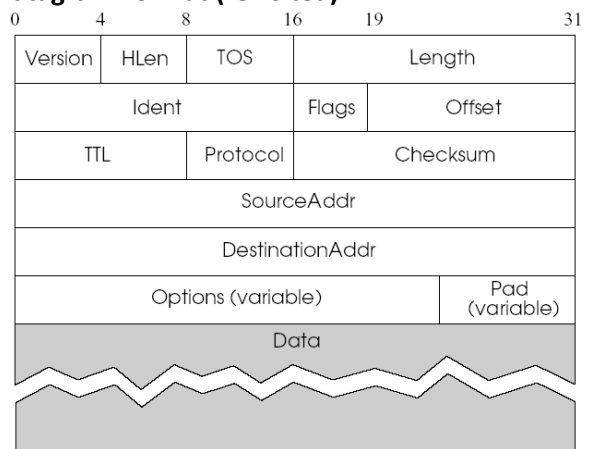 0 4 8 16 19 31
Version HLen TOS Length
Ident Flags Offset
TTL Protocol Checksum
SourceAddr
DestinationAddr
Options (variable) Pad
(variable)
Data